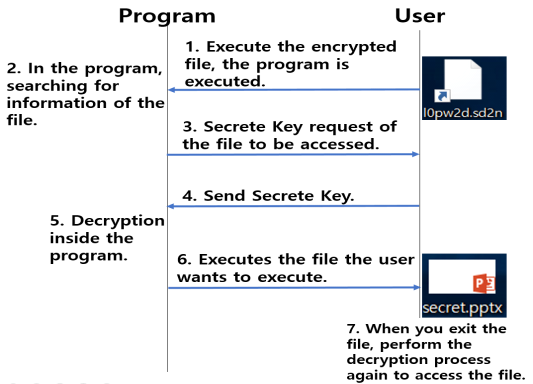 Program
User
1. Execute the encrypted
file, the program is
executed.
2. In the program,
searching for
information of the
file.
l0pw2d.sd2n
3. Secrete Key request of
the file to be accessed.
4. Send Secrete Key.
5. Decryption
inside the
program.
6. Executes the file the user
wants to execute.
P
secret.pptx
7. When you exit the
file, perform the
decryption process
again to access the file.